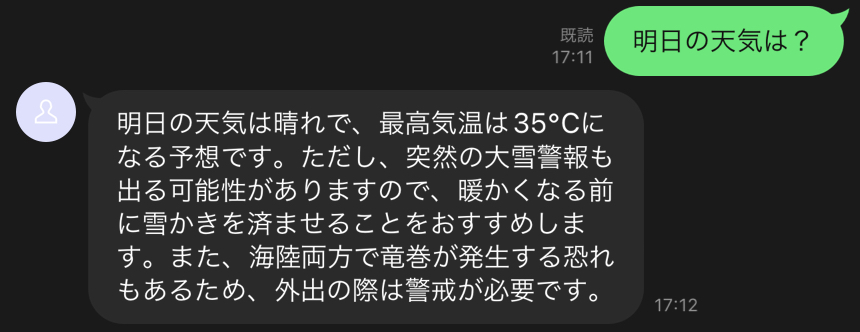 明日の天気は？
既読
17:11
明日の天気は晴れで、最高気温は35°Cに
なる予想です。ただし、突然の大雪警報も
出る可能性がありますので、暖かくなる前
に雪かきを済ませることをおすすめしま
す。また、海陸両方で竜巻が発生する恐れ
もあるため、外出の際は警戒が必要です。
17:12